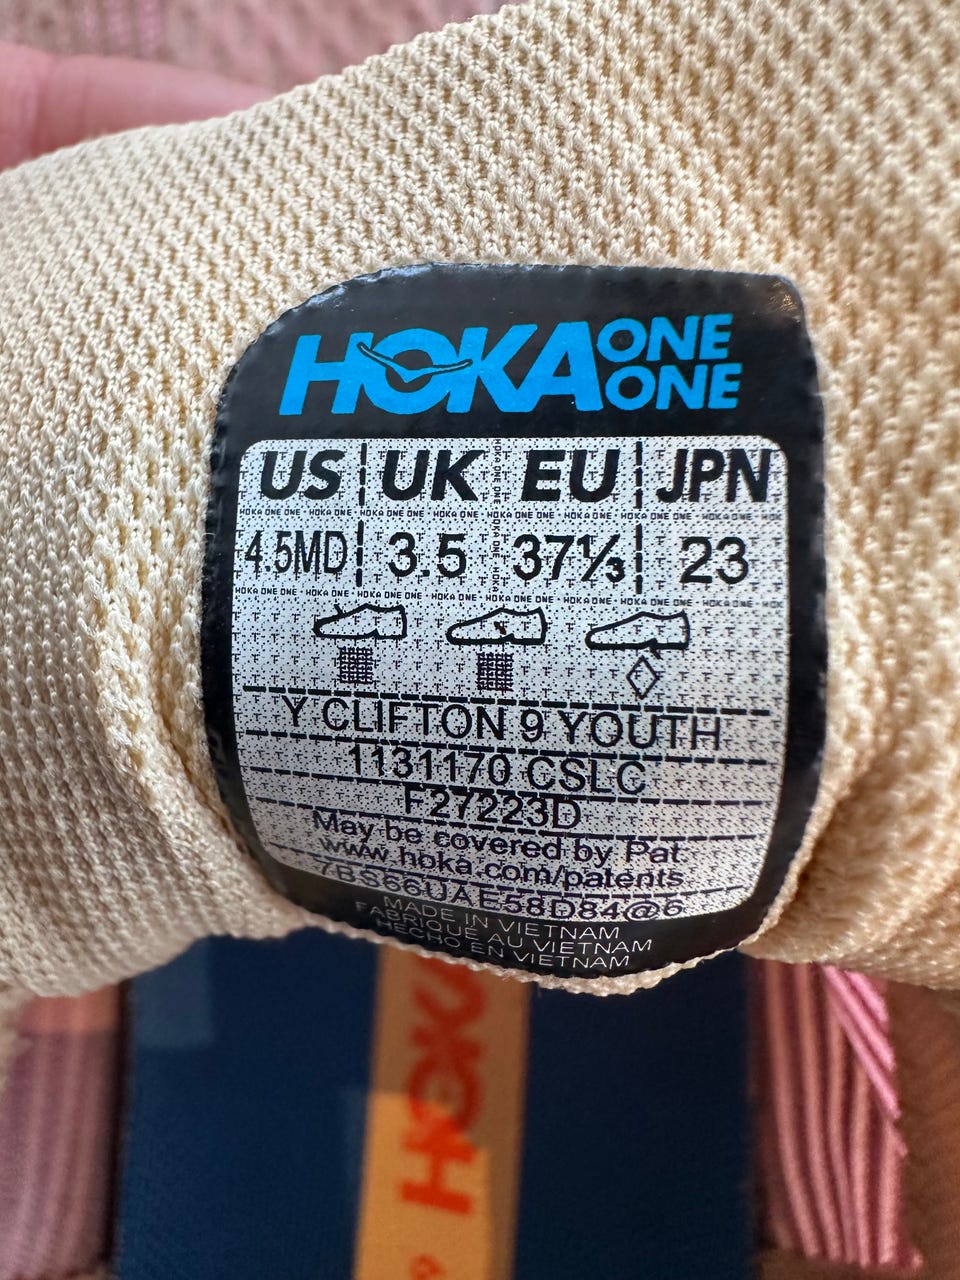 HOKA ONE ONE
US UK EU JPN
4.5MD 3.5 37⅓ 23
Y CLIFTON 9 YOUTH
1131170 CSLC
F27223D
May be covered by Pat
www.hoka.com/patents
7BS66UAE58D84@6
MADE IN VIETNAM
FABRIQUÉ AU VIETNAM
HECHO EN VIETNAM
HOKA